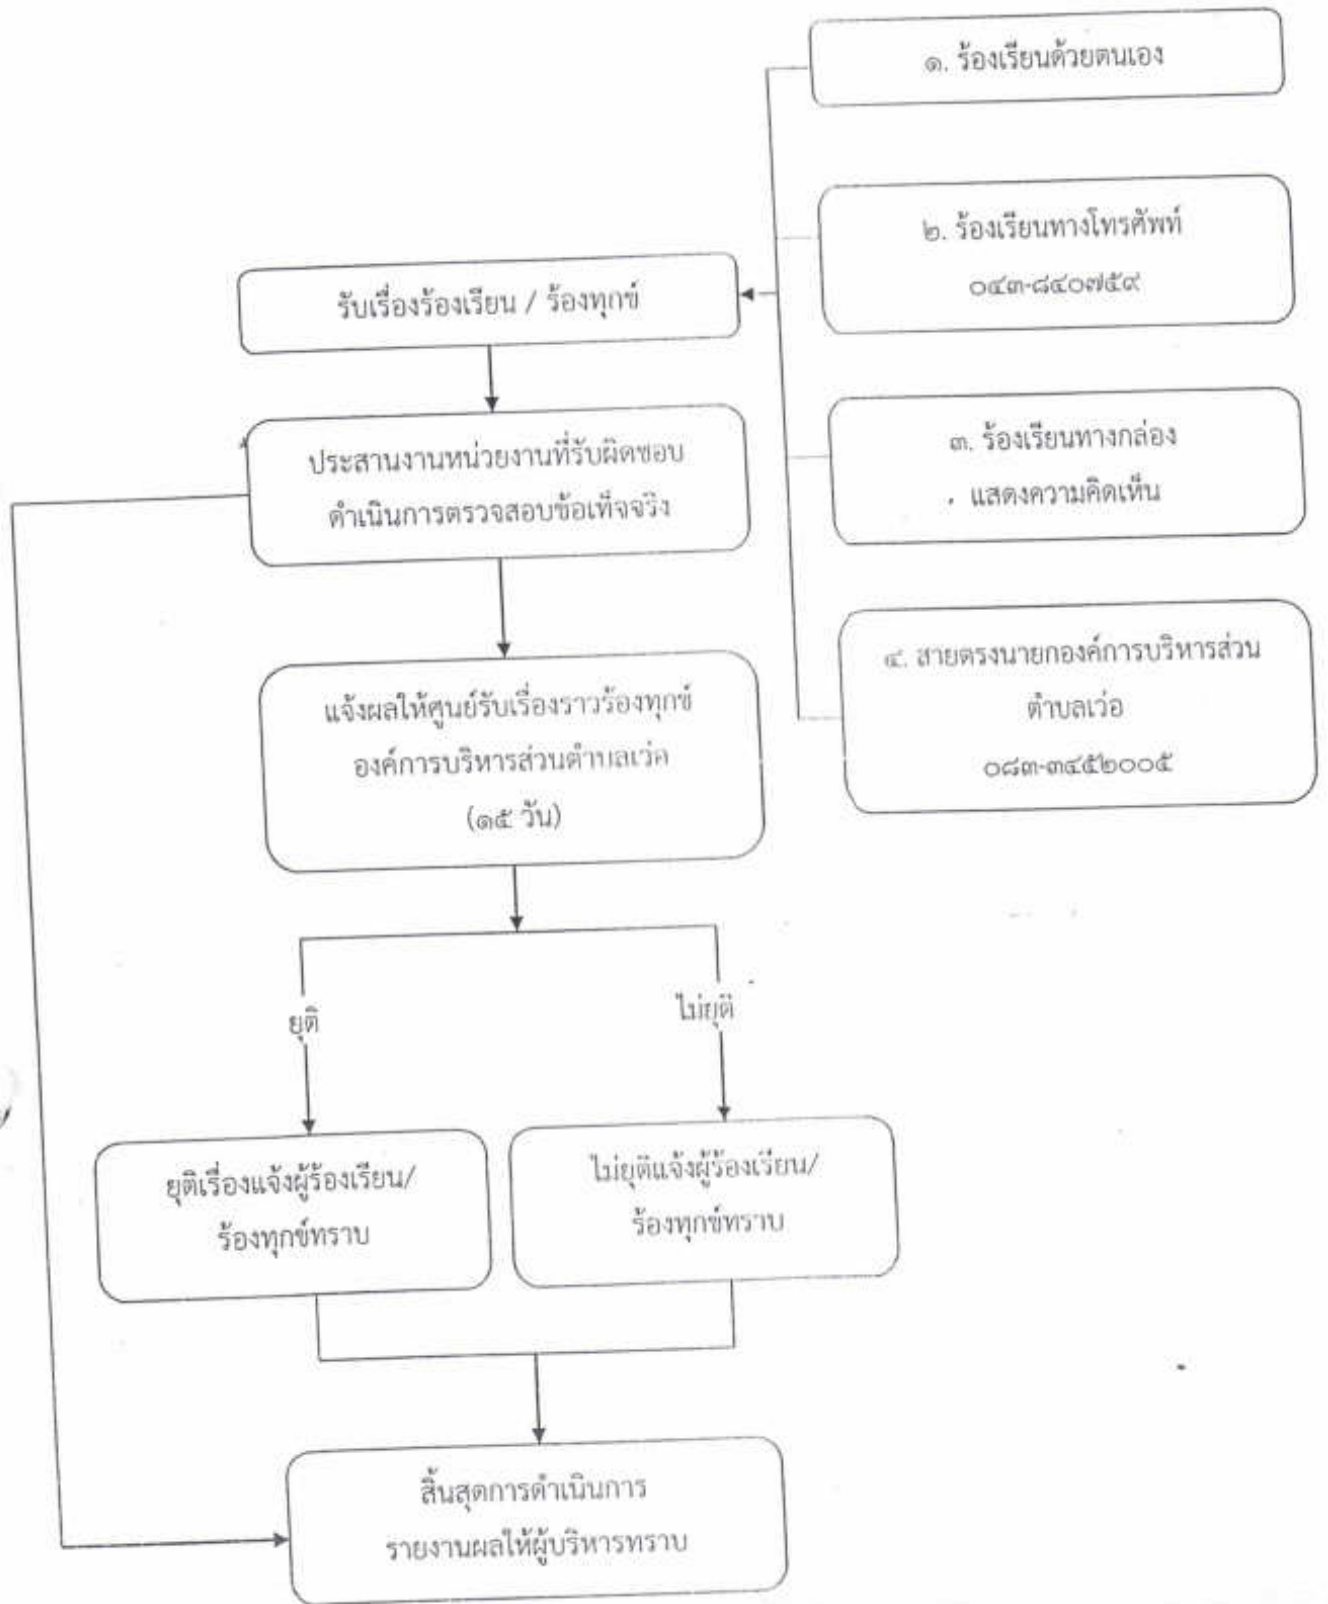 ๑. ร้องเรียนด้วยตนเอง
๒. ร้องเรียนทางโทรศัพท์
๐๔๓-๘๔๐๗๕๙
รับเรื่องร้องเรียน / ร้องทุกข์
๓. ร้องเรียนทางกล่อง
แสดงความคิดเห็น
ประสานงานหน่วยงานที่รับผิดชอบ
ดำเนินการตรวจสอบข้อเท็จจริง
๔. สายตรงนายกองค์การบริหารส่วน
ตำบลเว่อ
๐๘๓-๓๔๕๒๐๐๕
แจ้งผลให้ศูนย์รับเรื่องราวร้องทุกข์
องค์การบริหารส่วนตำบลเว่อ
(๑๕ วัน)
ยุติ
ไม่ยุติ
ยุติเรื่องแจ้งผู้ร้องเรียน/
ร้องทุกข์ทราบ
ไม่ยุติแจ้งผู้ร้องเรียน/
ร้องทุกข์ทราบ
สิ้นสุดการดำเนินการ
รายงานผลให้ผู้บริหารทราบ